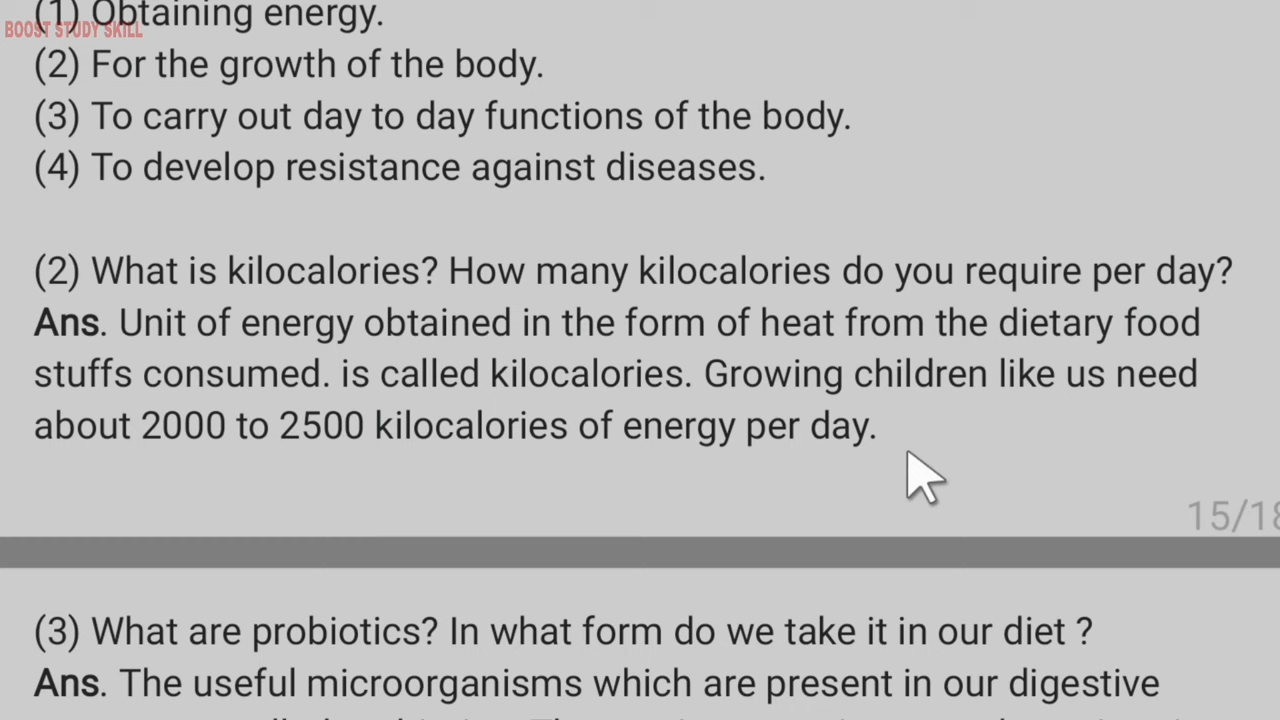 (1) Obtaining energy.
BOOST STUDY SKILL
(2) For the growth of the body.
(3) To carry out day to day functions of the body.
(4) To develop resistance against diseases.
(2) What is kilocalories? How many kilocalories do you require per day?
Ans. Unit of energy obtained in the form of heat from the dietary food
stuffs consumed. is called kilocalories. Growing children like us need
about 2000 to 2500 kilocalories of energy per day.
15/18
(3) What are probiotics? In what form do we take it in our diet ?
Ans. The useful microorganisms which are present in our digestive